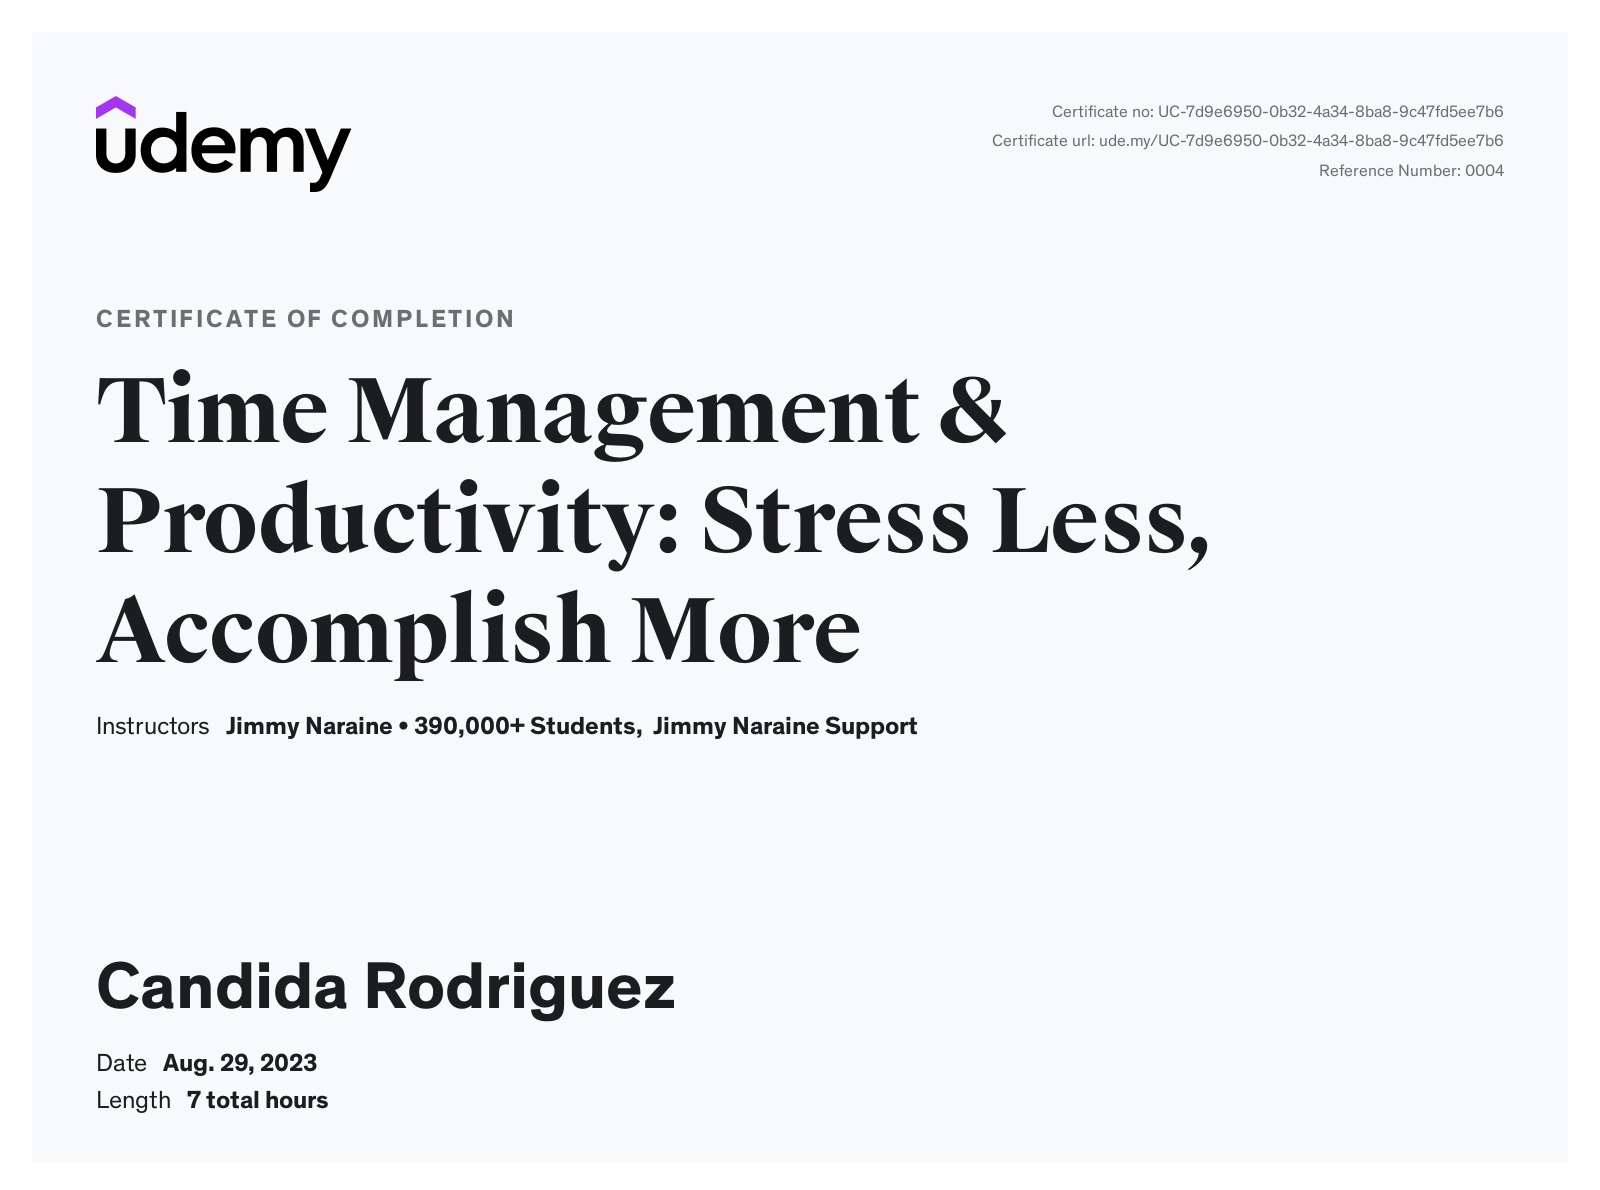 udemy
Certificate no: UC-7d9e6950-0b32-4a34-8ba8-9c47fd5ee7b6
Certificate url: ude.my/UC-7d9e6950-0b32-4a34-8ba8-9c47fd5ee7b6
Reference Number: 0004
CERTIFICATE OF COMPLETION
Time Management &
Productivity: Stress Less,
Accomplish More
Instructors Jimmy Naraine • 390,000+ Students, Jimmy Naraine Support
Candida Rodriguez
Date Aug. 29, 2023
Length 7 total hours